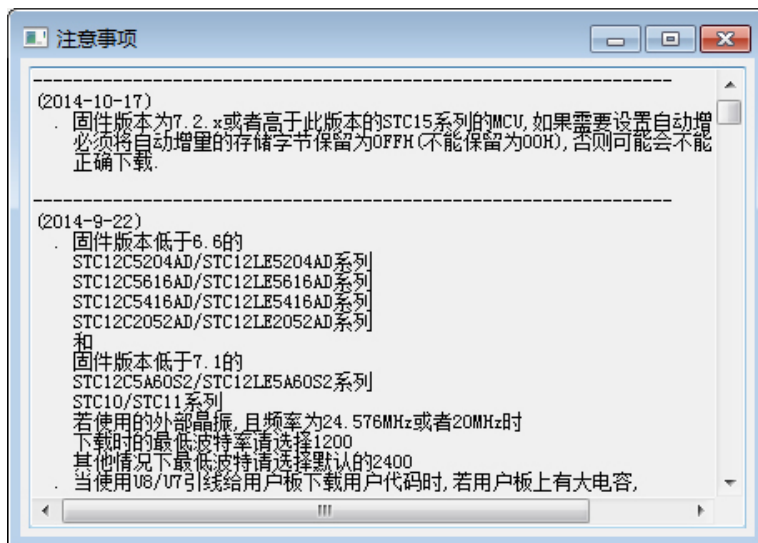 注意事项
----------------------------------------------------------------
(2014-10-17)
. 固件版本为7.2.x或者高于此版本的STC15系列的MCU,如果需要设置自动增
必须将自动增量的存储字节保留为0FFH(不能保留为00H),否则可能会不能
正确下载.
----------------------------------------------------------------
(2014-9-22)
. 固件版本低于6.6的
STC12C5204AD/STC12LE5204AD系列
STC12C5616AD/STC12LE5616AD系列
STC12C5416AD/STC12LE5416AD系列
STC12C2052AD/STC12LE2052AD系列
和
固件版本低于7.1的
STC12C5A60S2/STC12LE5A60S2系列
STC10/STC11系列
若使用的外部晶振,且频率为24.576MHz或者20MHz时
下载时的最低波特率请选择1200
其他情况下最低波特请选择默认的2400
. 当使用U8/U7引线给用户板下载用户代码时,若用户板上有大电容,